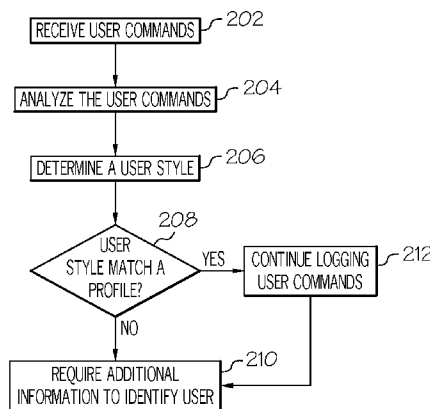 RECEIVE USER COMMANDS 202
ANALYZE THE USER COMMANDS 204
DETERMINE A USER STYLE 206
208
USER
STYLE MATCH A
PROFILE?
YES
CONTINUE LOGGING
USER COMMANDS
212
NO
210
REQUIRE ADDITIONAL
INFORMATION TO IDENTIFY USER